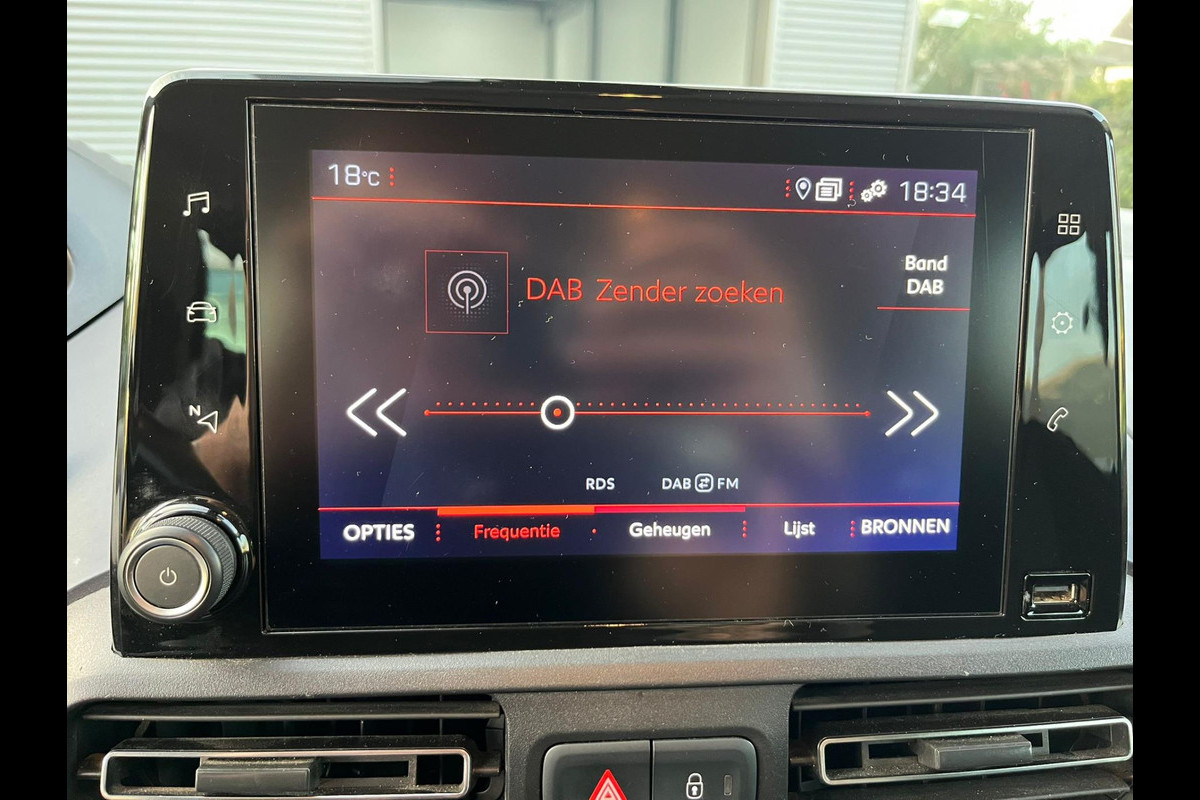 18°C
18:34
Band
DAB
DAB Zender zoeken
RDS DAB FM
OPTIES Frequentie Geheugen Lijst BRONNEN
N